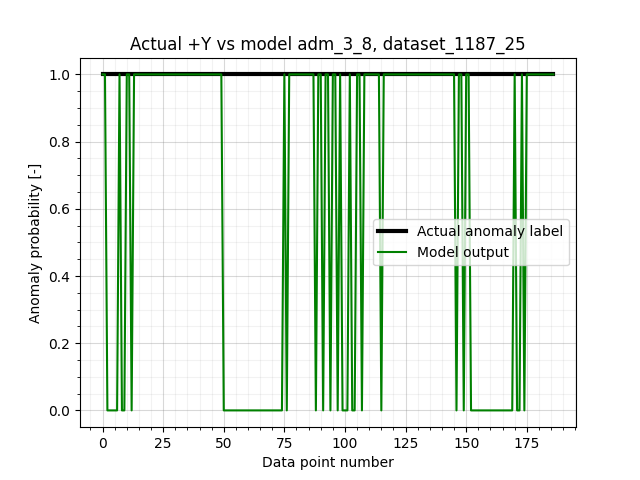 Actual +Y vs model adm_3_8, dataset_1187_25
1.0
0.8
0.6
0.4
0.2
0.0
Anomaly probability [-]
Actual anomaly label
Model output
0 25 50 75 100 125 150 175
Data point number